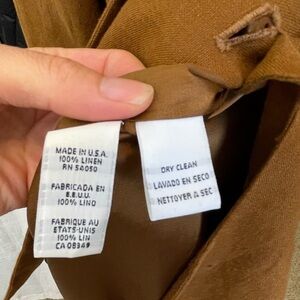 MADE IN U.S.A.
100% LINEN
RN 54050
FABRICADA EN
E.E.U.U.
100% LINO
FABRIQUE AU
ETATS-UNIS
100% LIN
CA 08349
DRY CLEAN
LAVADO EN SECO
NETTOYER A SEC